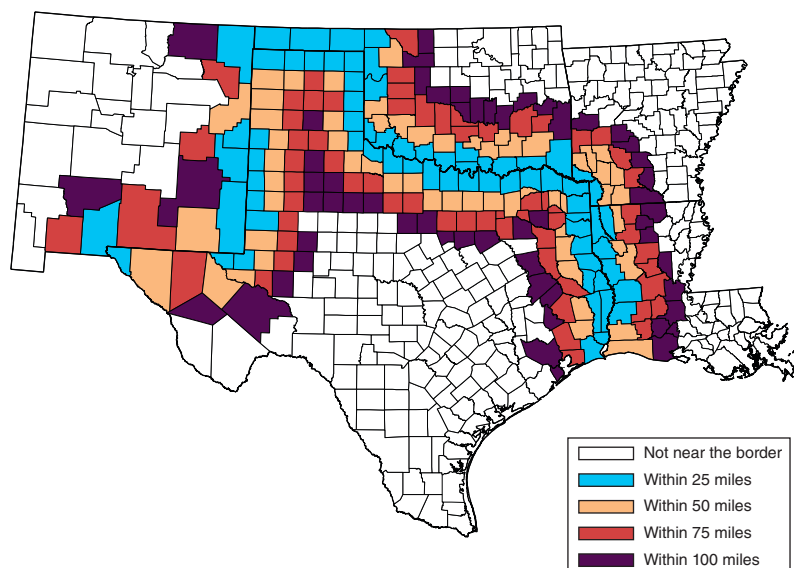 Not near the border
Within 25 miles
Within 50 miles
Within 75 miles
Within 100 miles